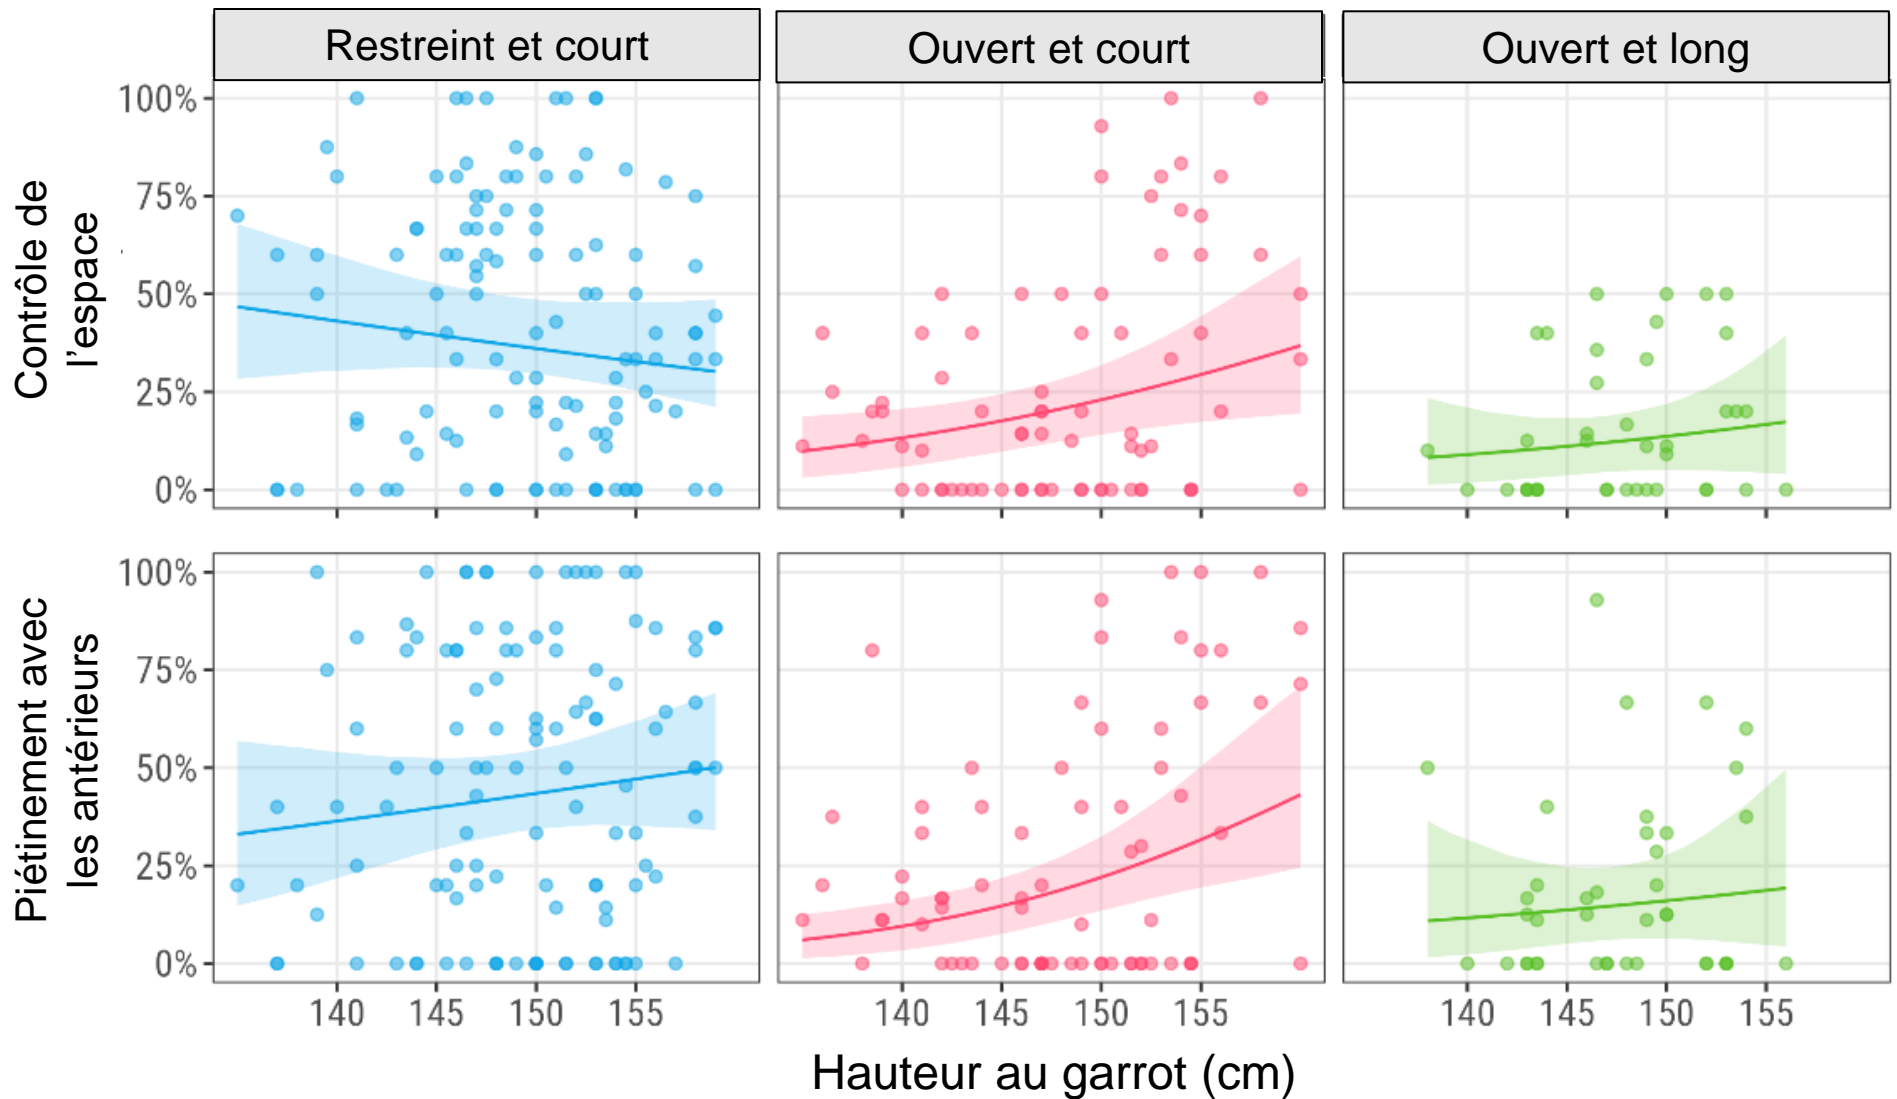 Restreint et court
Ouvert et court
Ouvert et long
Contrôle de
l'espace
100%
75%
50%
25%
0%
Piétinement avec
les antérieurs
100%
75%
50%
25%
0%
140 145 150 155
140 145 150 155
140 145 150 155
Hauteur au garrot (cm)